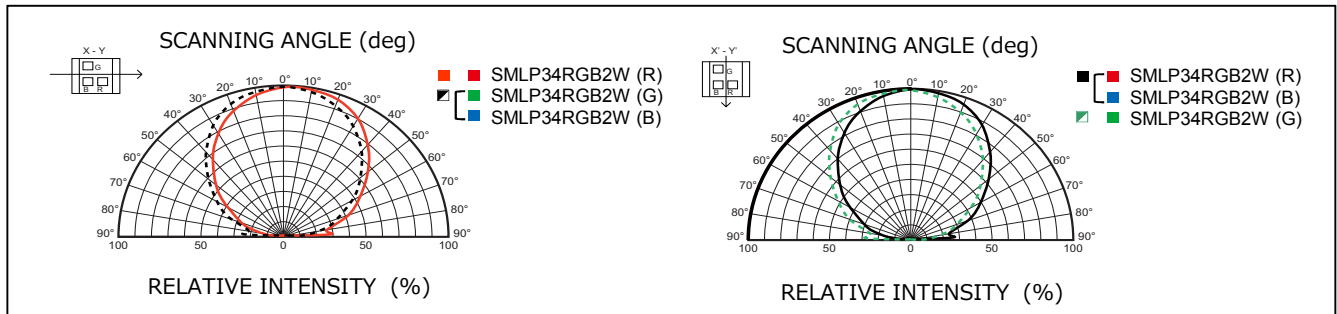 SCANNING ANGLE (deg)
X - Y
G
B R
0°
10° 10°
20° 20°
30° 30°
40° 40°
50° 50°
60° 60°
70° 70°
80° 80°
90° 90°
100 50 0 50 100
RELATIVE INTENSITY (%)
SMLP34RGB2W (R)
SMLP34RGB2W (G)
SMLP34RGB2W (B)
SCANNING ANGLE (deg)
X' - Y'
G
B R
0°
10° 10°
20° 20°
30° 30°
40° 40°
50° 50°
60° 60°
70° 70°
80° 80°
90° 90°
100 50 0 50 100
RELATIVE INTENSITY (%)
SMLP34RGB2W (R)
SMLP34RGB2W (B)
SMLP34RGB2W (G)